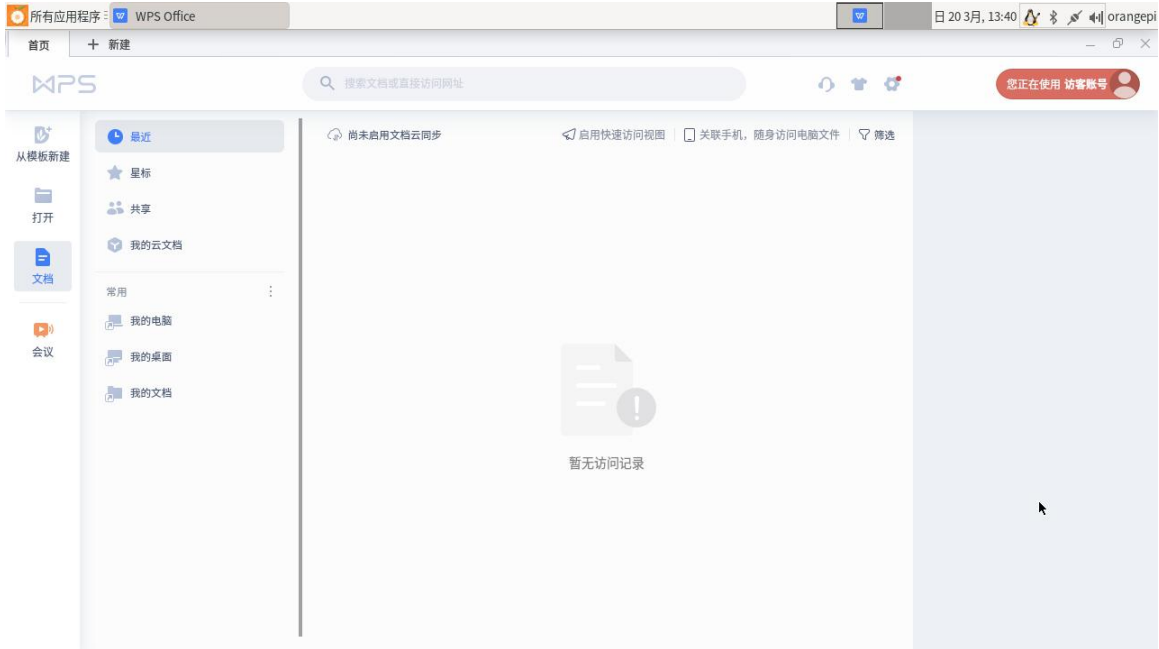 所有应用程序 WPS Office 日 20 3月, 13:40 orangepi
首页 新建
WPS 搜索文档或直接访问网址 您正在使用 访客账号
从模板新建
打开
文档
会议
最近
星标
共享
我的云文档
常用
我的电脑
我的桌面
我的文档
尚未启用文档云同步 启用快速访问视图 关联手机，随身访问电脑文件 筛选
暂无访问记录